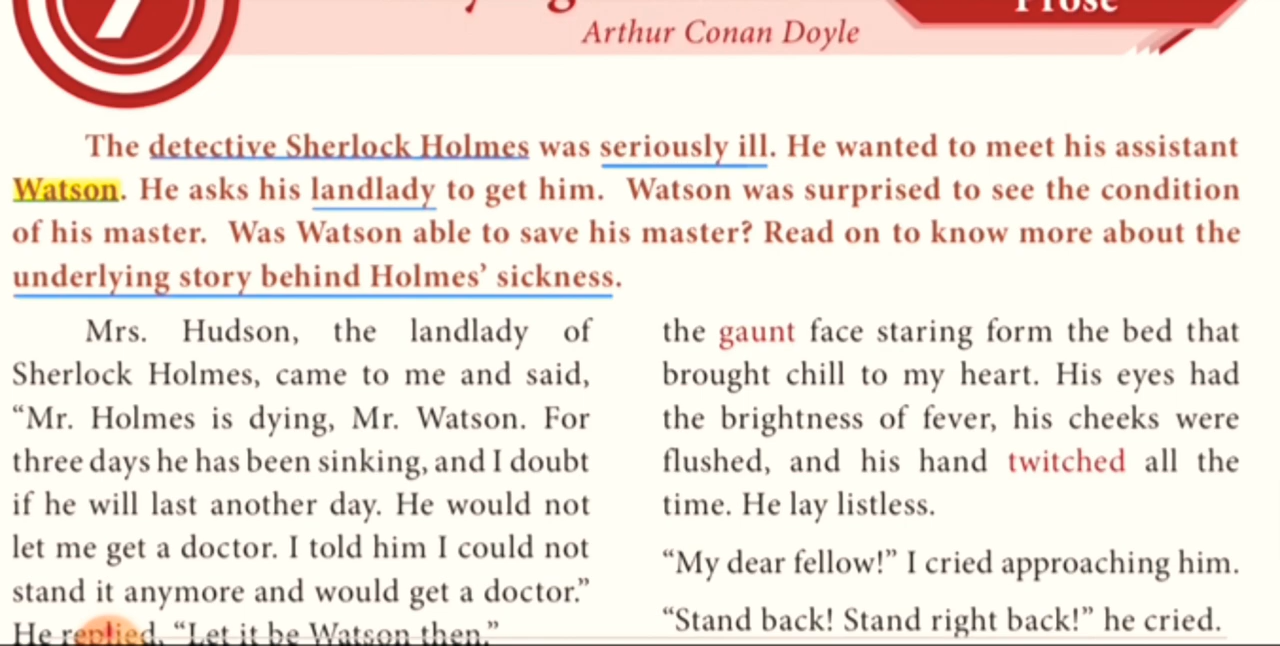 7
Arthur Conan Doyle
Prose
The detective Sherlock Holmes was seriously ill. He wanted to meet his assistant
Watson. He asks his landlady to get him. Watson was surprised to see the condition
of his master. Was Watson able to save his master? Read on to know more about the
underlying story behind Holmes’ sickness.
Mrs. Hudson, the landlady of
Sherlock Holmes, came to me and said,
“Mr. Holmes is dying, Mr. Watson. For
three days he has been sinking, and I doubt
if he will last another day. He would not
let me get a doctor. I told him I could not
stand it anymore and would get a doctor.”
He replied, “Let it be Watson then.”
the gaunt face staring form the bed that
brought chill to my heart. His eyes had
the brightness of fever, his cheeks were
flushed, and his hand twitched all the
time. He lay listless.
“My dear fellow!” I cried approaching him.
“Stand back! Stand right back!” he cried.